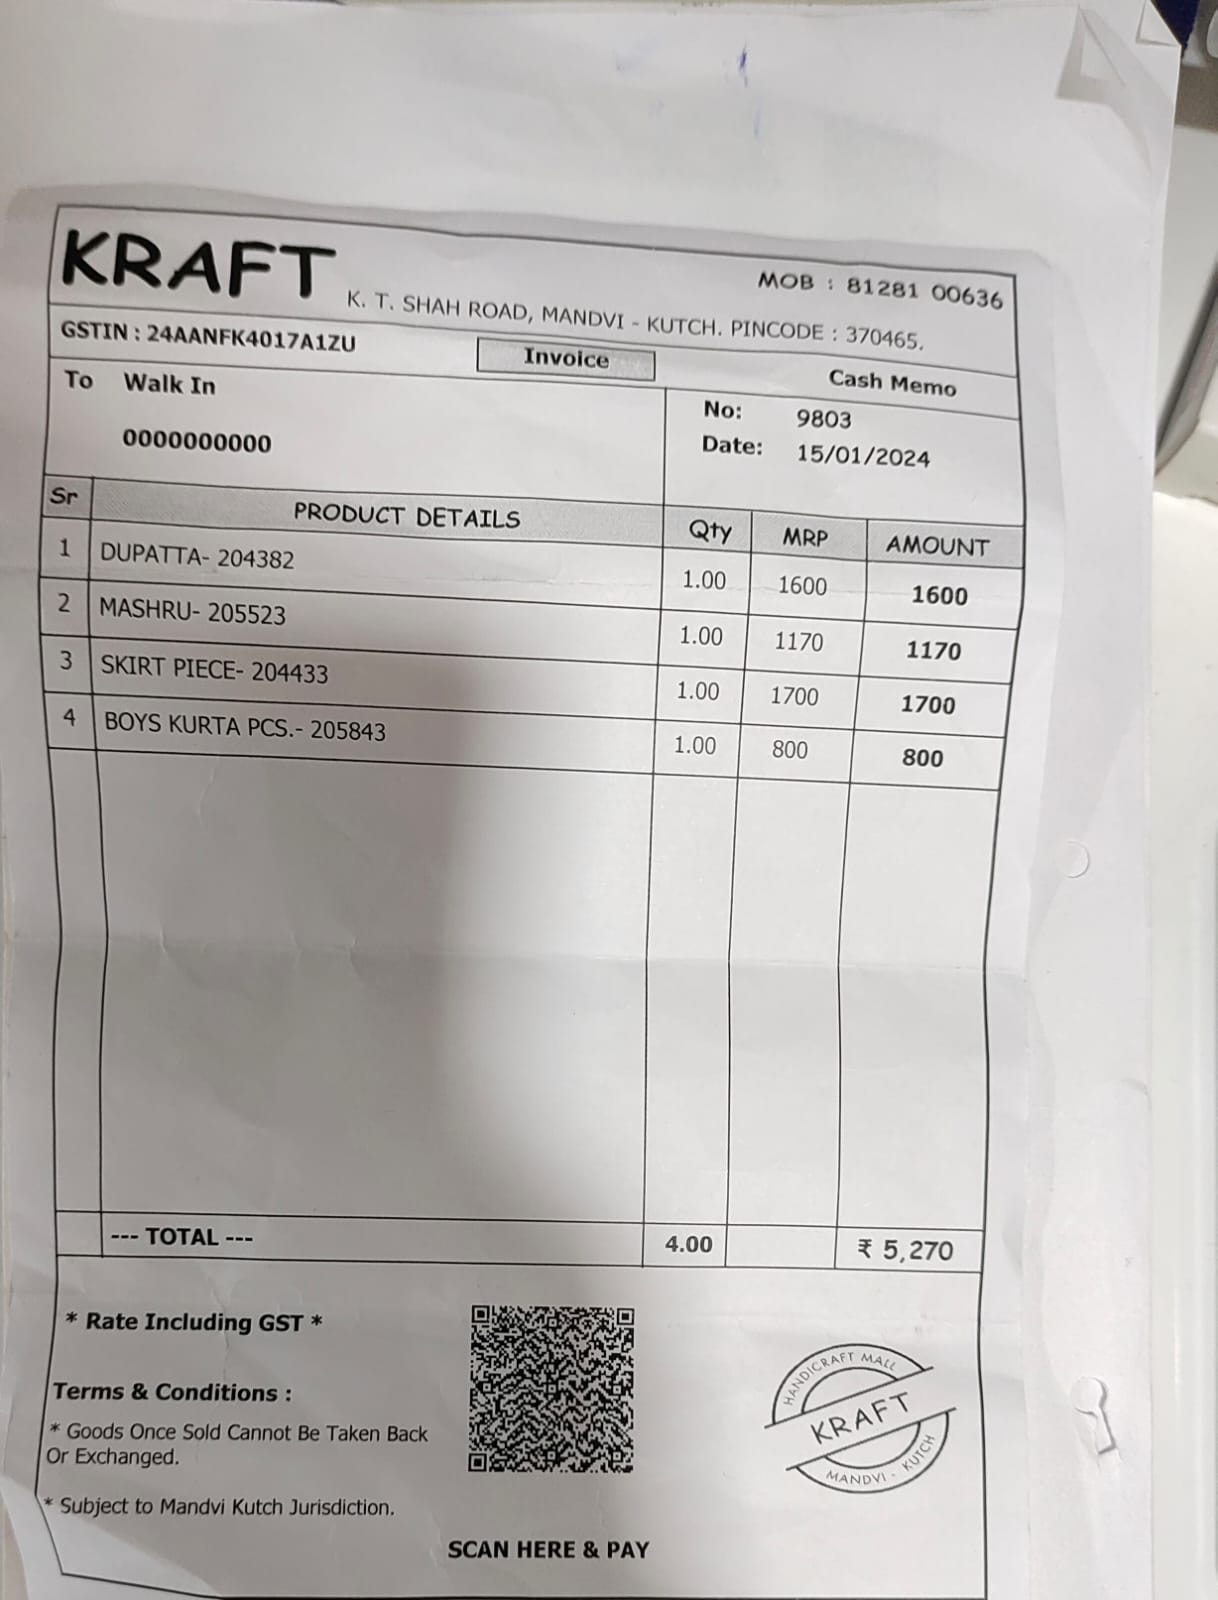 KRAFT
MOB : 81281 00636
K. T. SHAH ROAD, MANDVI - KUTCH. PINCODE : 370465.
GSTIN : 24AANFK4017A1ZU
Invoice
Cash Memo
To Walk In
0000000000
No: 9803
Date: 15/01/2024
Sr PRODUCT DETAILS Qty MRP AMOUNT
1 DUPATTA- 204382 1.00 1600 1600
2 MASHRU- 205523 1.00 1170 1170
3 SKIRT PIECE- 204433 1.00 1700 1700
4 BOYS KURTA PCS.- 205843 1.00 800 800
--- TOTAL --- 4.00 ₹ 5,270
* Rate Including GST *
Terms & Conditions :
* Goods Once Sold Cannot Be Taken Back
Or Exchanged.
* Subject to Mandvi Kutch Jurisdiction.
SCAN HERE & PAY
HANDICRAFT MALL
KRAFT
MANDVI - KUTCH